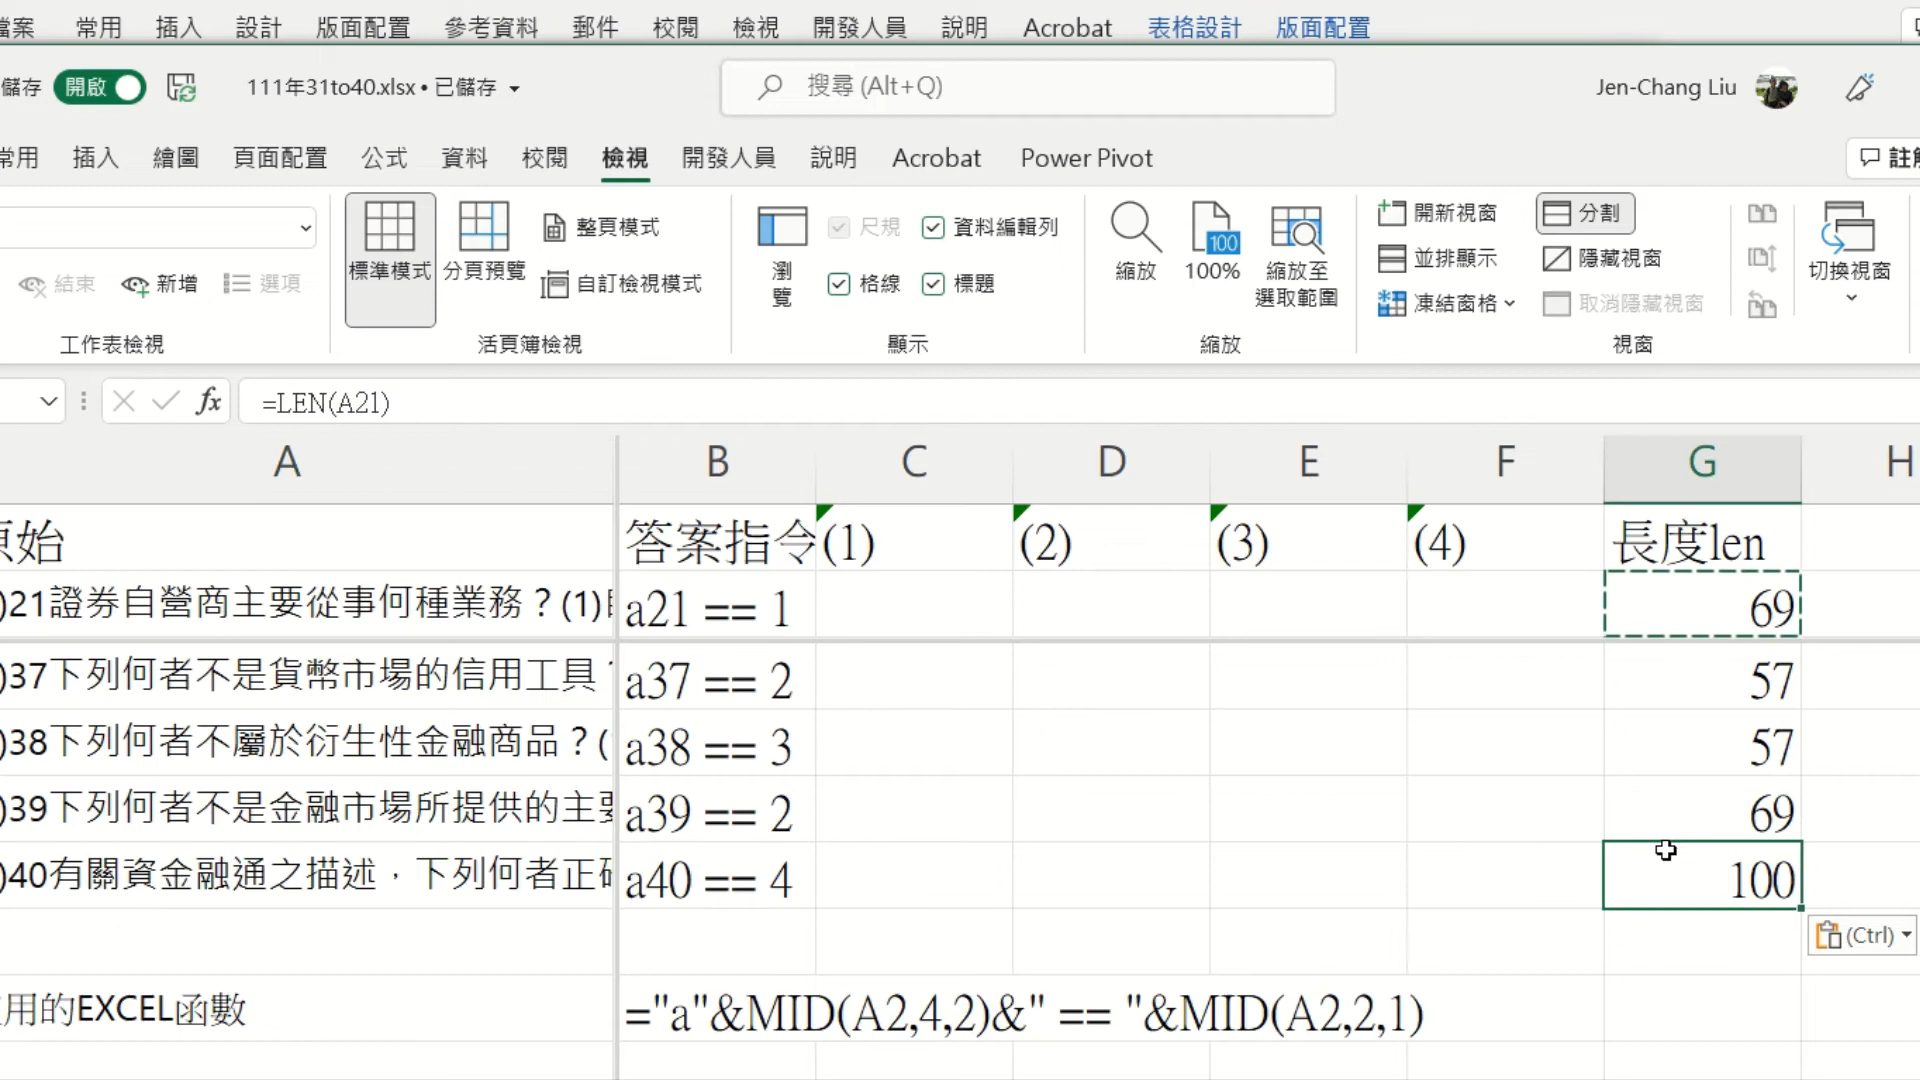 檔案 常用 插入 設計 版面配置 參考資料 郵件 校閱 檢視 開發人員 說明 Acrobat 表格設計 版面配置
儲存 開啟 111年31to40.xlsx • 已儲存 搜尋 (Alt+Q) Jen-Chang Liu
常用 插入 繪圖 頁面配置 公式 資料 校閱 檢視 開發人員 說明 Acrobat Power Pivot 註解
結束 新增 選項
工作表檢視
標準模式 分頁預覽 整頁模式
自訂檢視模式
活頁簿檢視
瀏覽 尺規 資料編輯列
格線 標題
顯示
縮放 100 100% 縮放至
選取範圍
縮放
開新視窗 分割
並排顯示 隱藏視窗
凍結窗格 取消隱藏視窗
切換視窗
視窗
fx =LEN(A21)
A B C D E F G H
原始 答案指令 (1) (2) (3) (4) 長度len
)21證券自營商主要從事何種業務？(1) a21 == 1 69
)37下列何者不是貨幣市場的信用工具？ a37 == 2 57
)38下列何者不屬於衍生性金融商品？( a38 == 3 57
)39下列何者不是金融市場所提供的主要 a39 == 2 69
)40有關資金融通之描述，下列何者正確 a40 == 4 100
(Ctrl)
用的EXCEL函數 ="a"&MID(A2,4,2)&" == "&MID(A2,2,1)